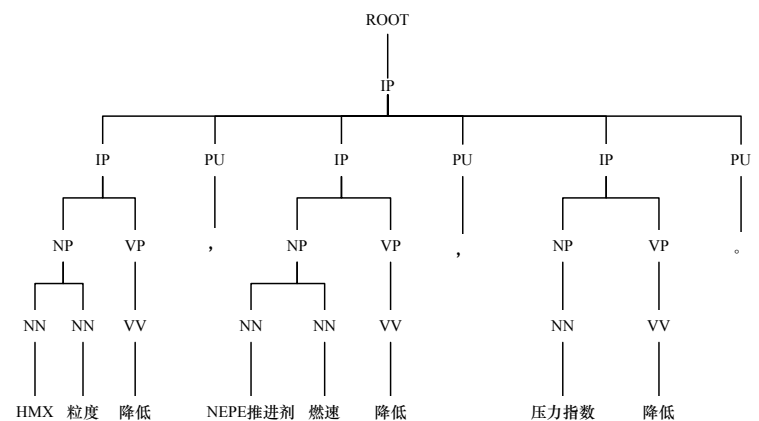 ROOT
IP
IP PU IP PU IP PU
NP VP , NP VP , NP VP 。
NN NN VV NN NN VV NN VV
HMX 粒度 降低 NEPE推进剂 燃速 降低 压力指数 降低